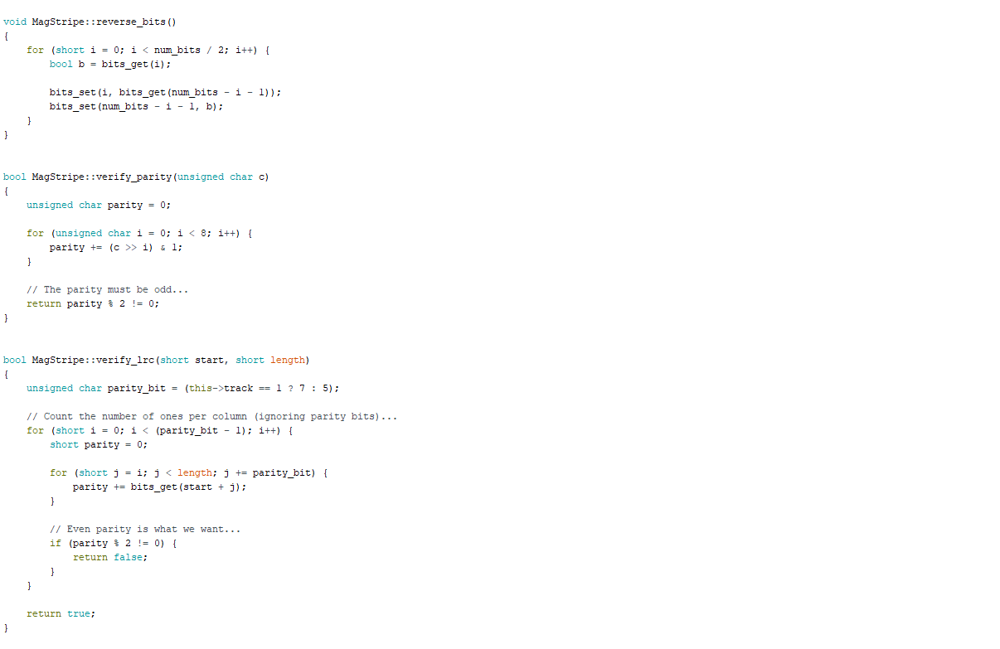 void MagStripe::reverse_bits()
{
    for (short i = 0; i < num_bits / 2; i++) {
        bool b = bits_get(i);
        bits_set(i, bits_get(num_bits - i - 1));
        bits_set(num_bits - i - 1, b);
    }
}
bool MagStripe::verify_parity(unsigned char c)
{
    unsigned char parity = 0;
    for (unsigned char i = 0; i < 8; i++) {
        parity += (c >> i) & 1;
    }
    // The parity must be odd...
    return parity % 2 != 0;
}
bool MagStripe::verify_lrc(short start, short length)
{
    unsigned char parity_bit = (this->track == 1 ? 7 : 5);
    // Count the number of ones per column (ignoring parity bits)...
    for (short i = 0; i < (parity_bit - 1); i++) {
        short parity = 0;
        for (short j = i; j < length; j += parity_bit) {
            parity += bits_get(start + j);
        }
        // Even parity is what we want...
        if (parity % 2 != 0) {
            return false;
        }
    }
    return true;
}